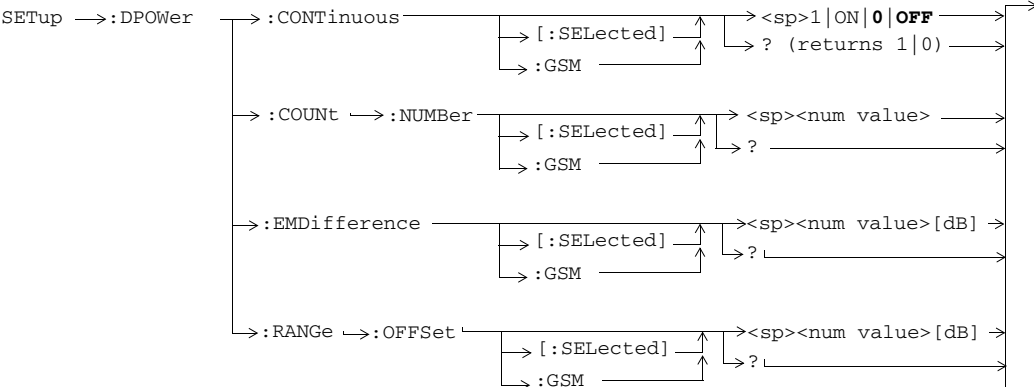 SETup :DPOWer :CONTinuous <sp>1|ON|0|OFF
[:SELected] ? (returns 1|0)
:GSM
:COUNt :NUMBer <sp><num value>
[:SELected] ?
:GSM
:EMDifference <sp><num value>[dB]
[:SELected] ?
:GSM
:RANGe :OFFSet <sp><num value>[dB]
[:SELected] ?
:GSM